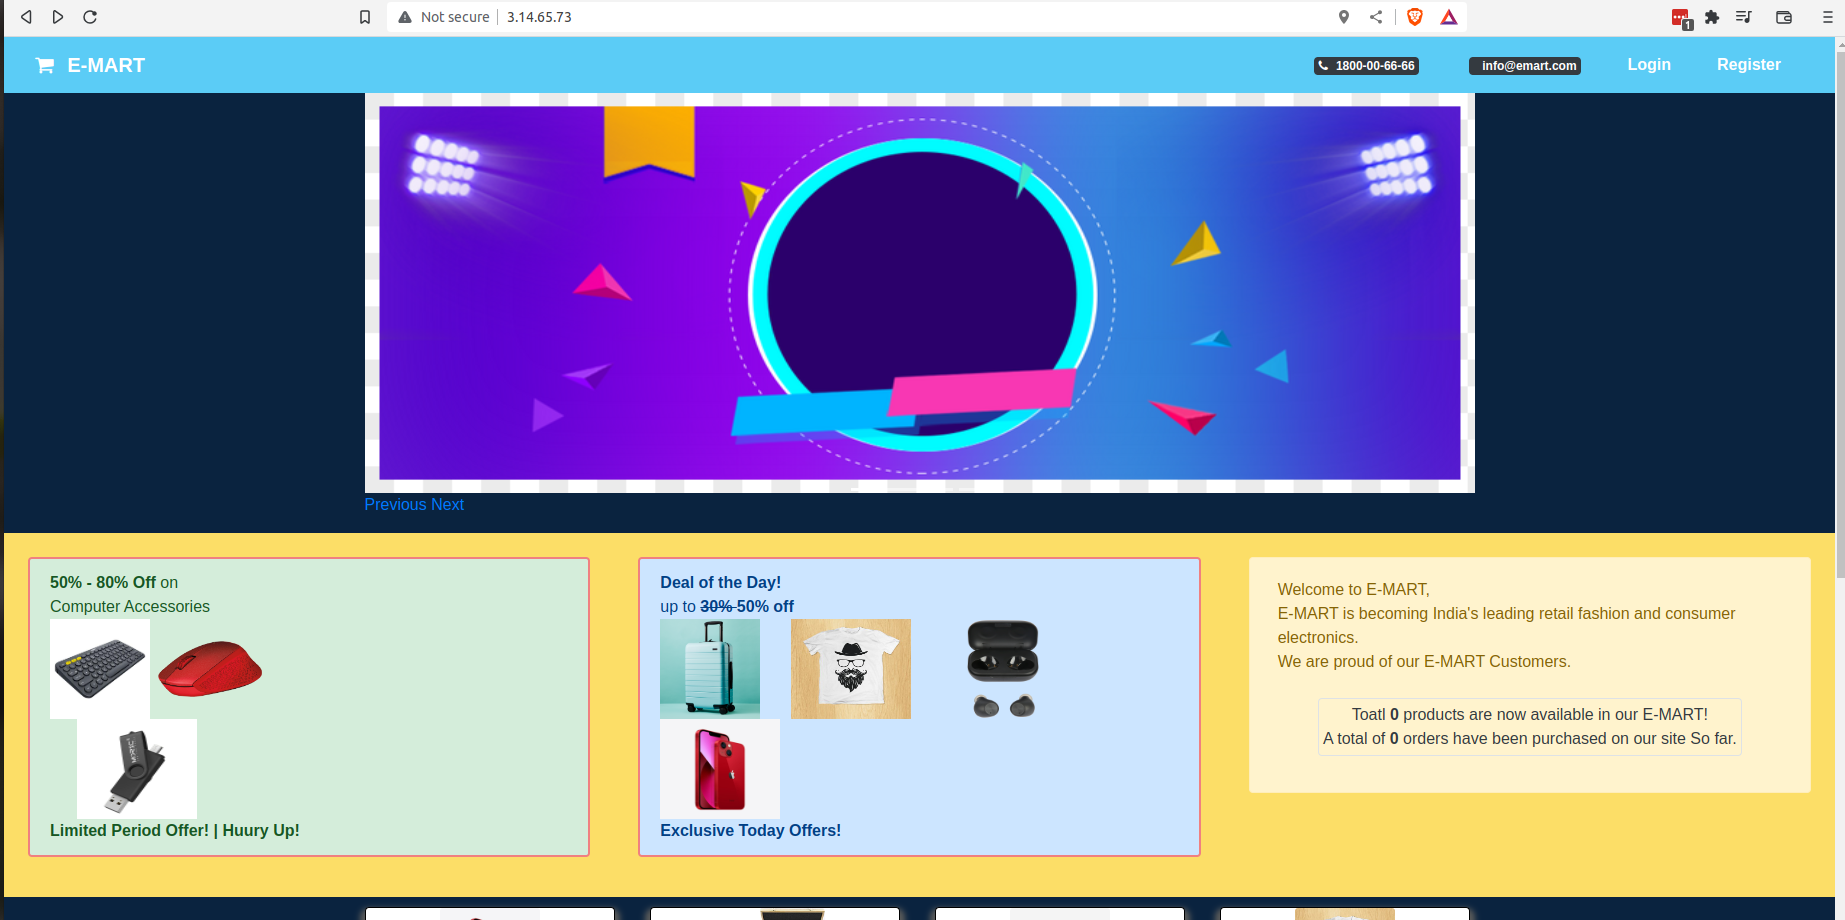 Not secure
3.14.65.73
1
E-MART
1800-00-66-66
info@emart.com
Login
Register
Previous Next
50% - 80% Off on
Computer Accessories
Limited Period Offer! | Huury Up!
Deal of the Day!
up to 30% 50% off
Exclusive Today Offers!
Welcome to E-MART,
E-MART is becoming India's leading retail fashion and consumer
electronics.
We are proud of our E-MART Customers.
Toatl 0 products are now available in our E-MART!
A total of 0 orders have been purchased on our site So far.